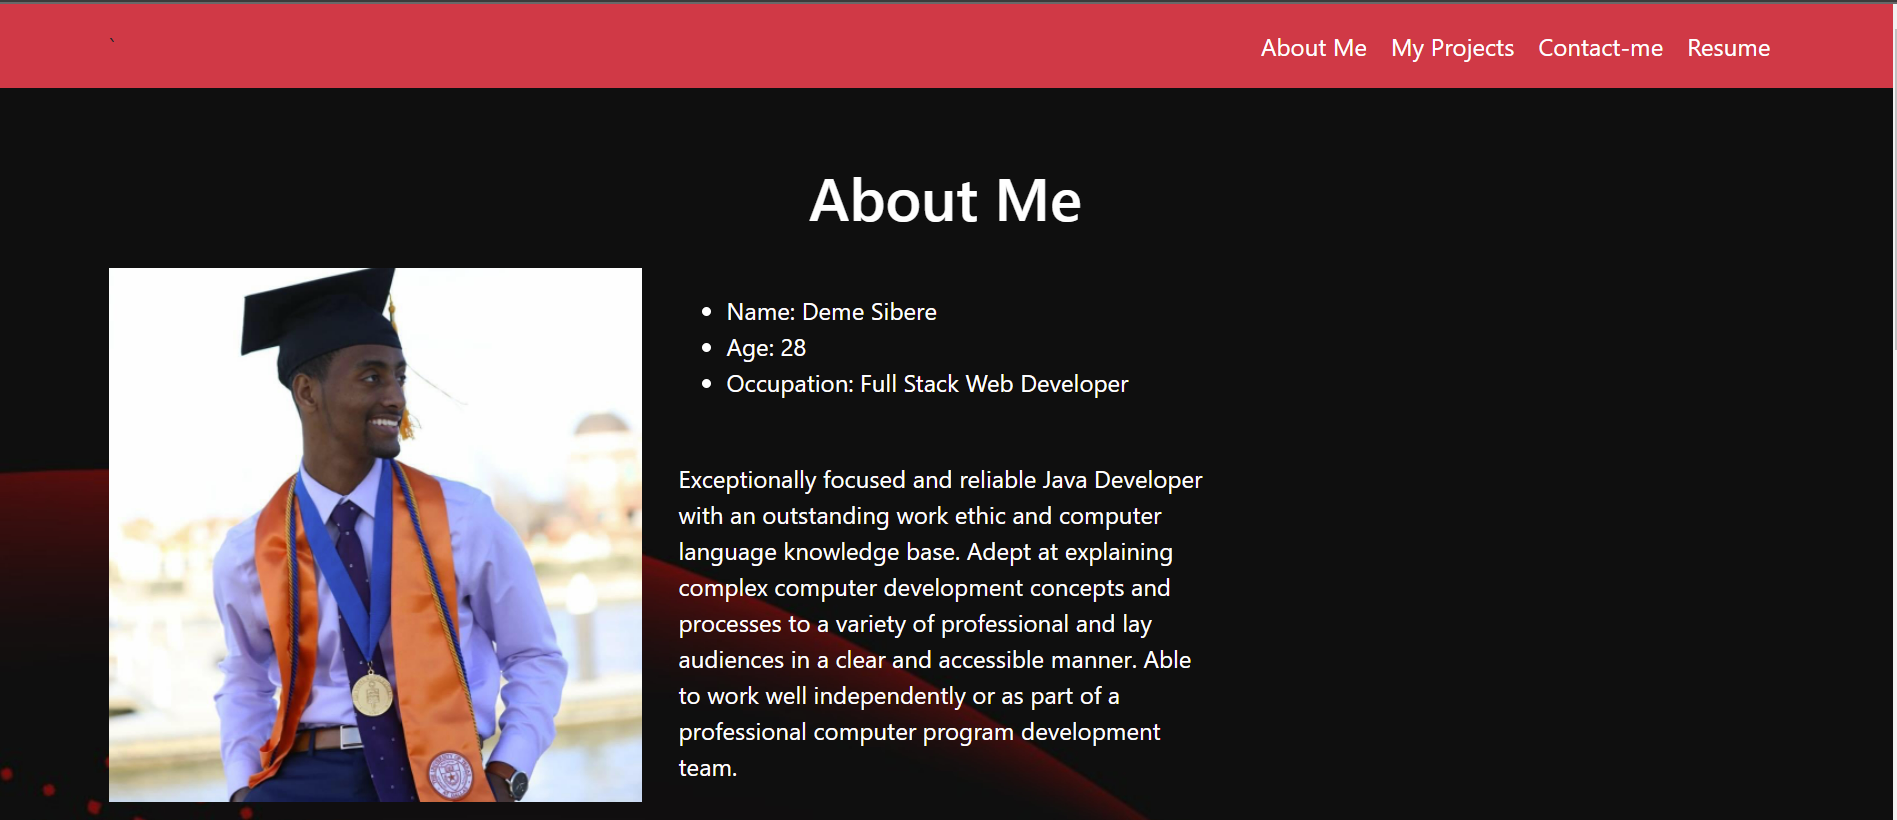 `
About Me My Projects Contact-me Resume
About Me
Name: Deme Sibere
Age: 28
Occupation: Full Stack Web Developer
Exceptionally focused and reliable Java Developer
with an outstanding work ethic and computer
language knowledge base. Adept at explaining
complex computer development concepts and
processes to a variety of professional and lay
audiences in a clear and accessible manner. Able
to work well independently or as part of a
professional computer program development
team.